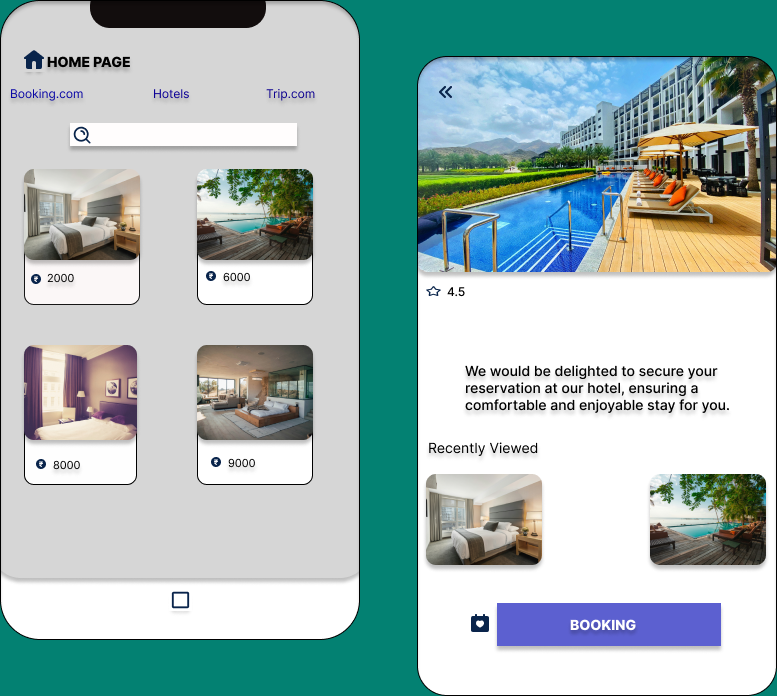 HOME PAGE
Booking.com Hotels Trip.com
2000
6000
8000
9000
4.5
We would be delighted to secure your
reservation at our hotel, ensuring a
comfortable and enjoyable stay for you.
Recently Viewed
BOOKING